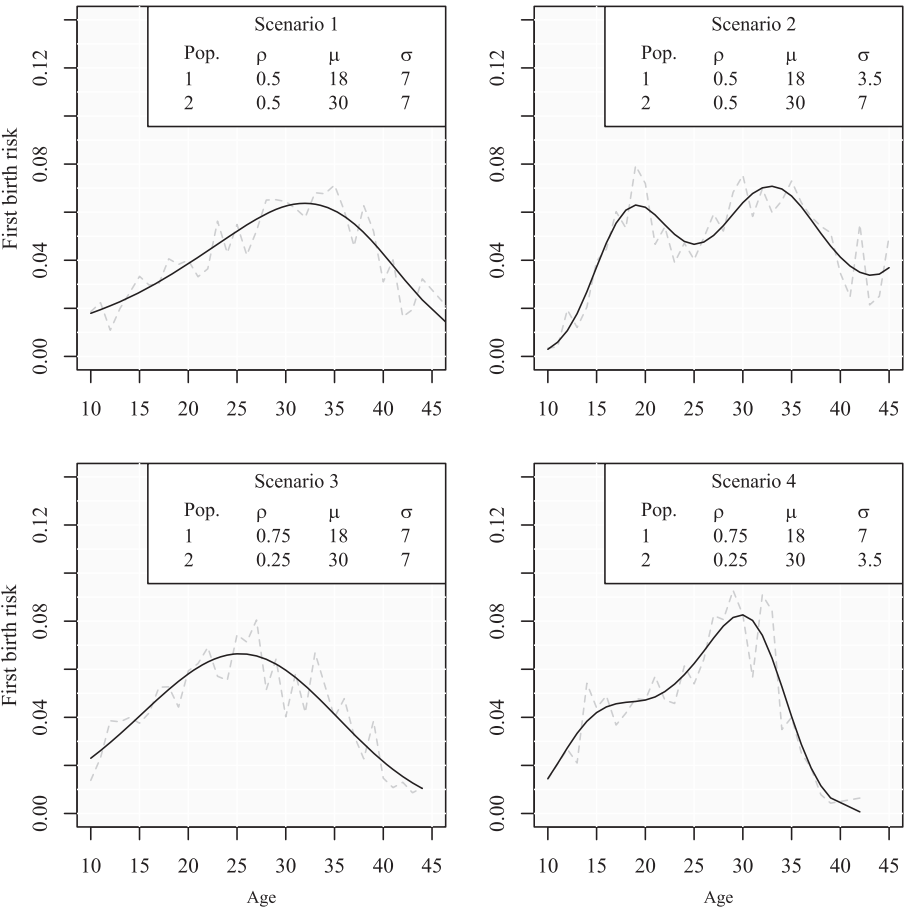 Scenario 1
Pop. ρ μ σ
1 0.5 18 7
2 0.5 30 7
First birth risk
0.00 0.04 0.08 0.12
10 15 20 25 30 35 40 45
Scenario 2
Pop. ρ μ σ
1 0.5 18 3.5
2 0.5 30 7
0.00 0.04 0.08 0.12
10 15 20 25 30 35 40 45
Scenario 3
Pop. ρ μ σ
1 0.75 18 7
2 0.25 30 7
First birth risk
0.00 0.04 0.08 0.12
10 15 20 25 30 35 40 45
Age
Scenario 4
Pop. ρ μ σ
1 0.75 18 7
2 0.25 30 3.5
0.00 0.04 0.08 0.12
10 15 20 25 30 35 40 45
Age